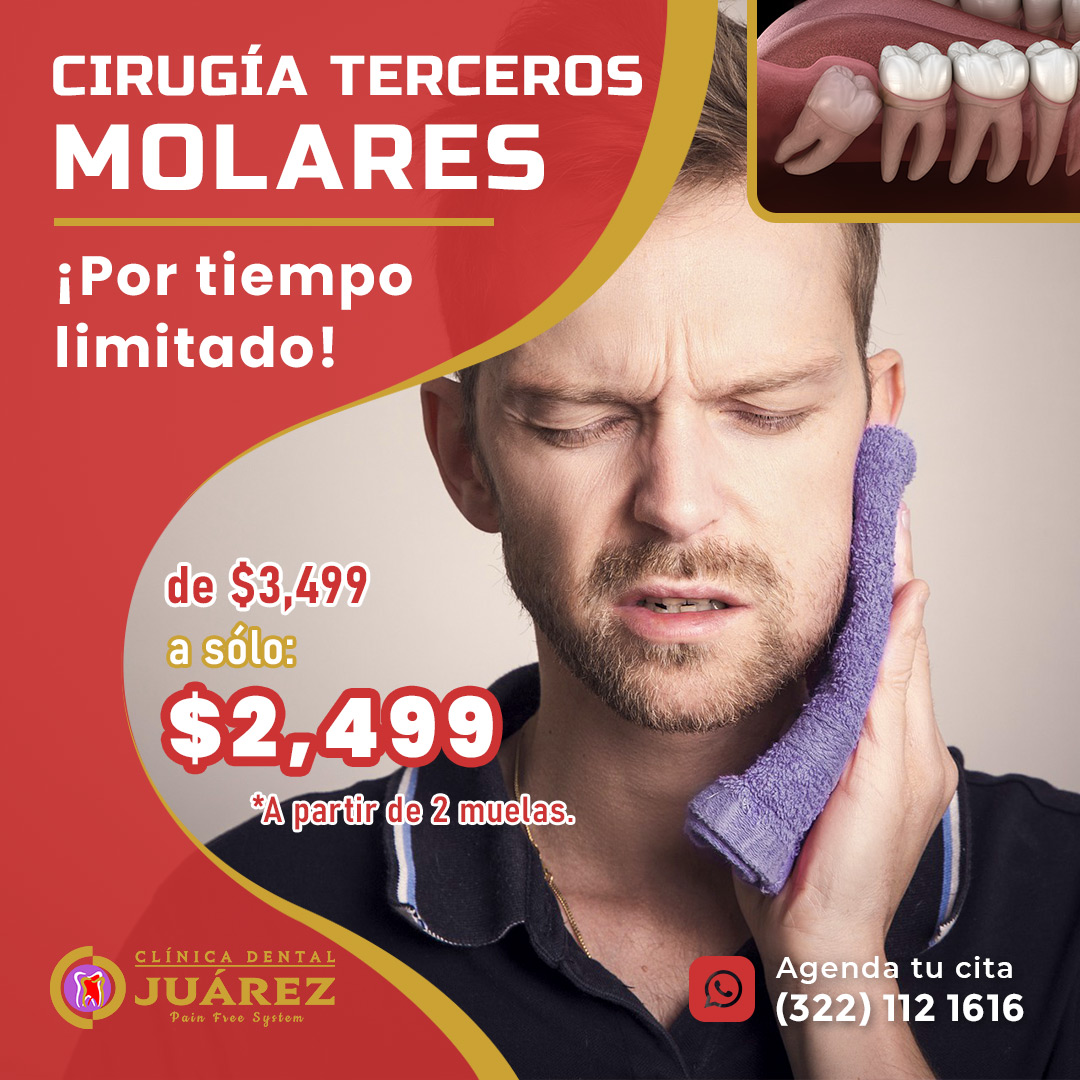 CIRUGÍA TERCEROS
MOLARES
¡Por tiempo
limitado!
de $3,499
a sólo:
$2,499
*A partir de 2 muelas.
CLÍNICA DENTAL
JUÁREZ
Pain Free System
Agenda tu cita
(322) 112 1616